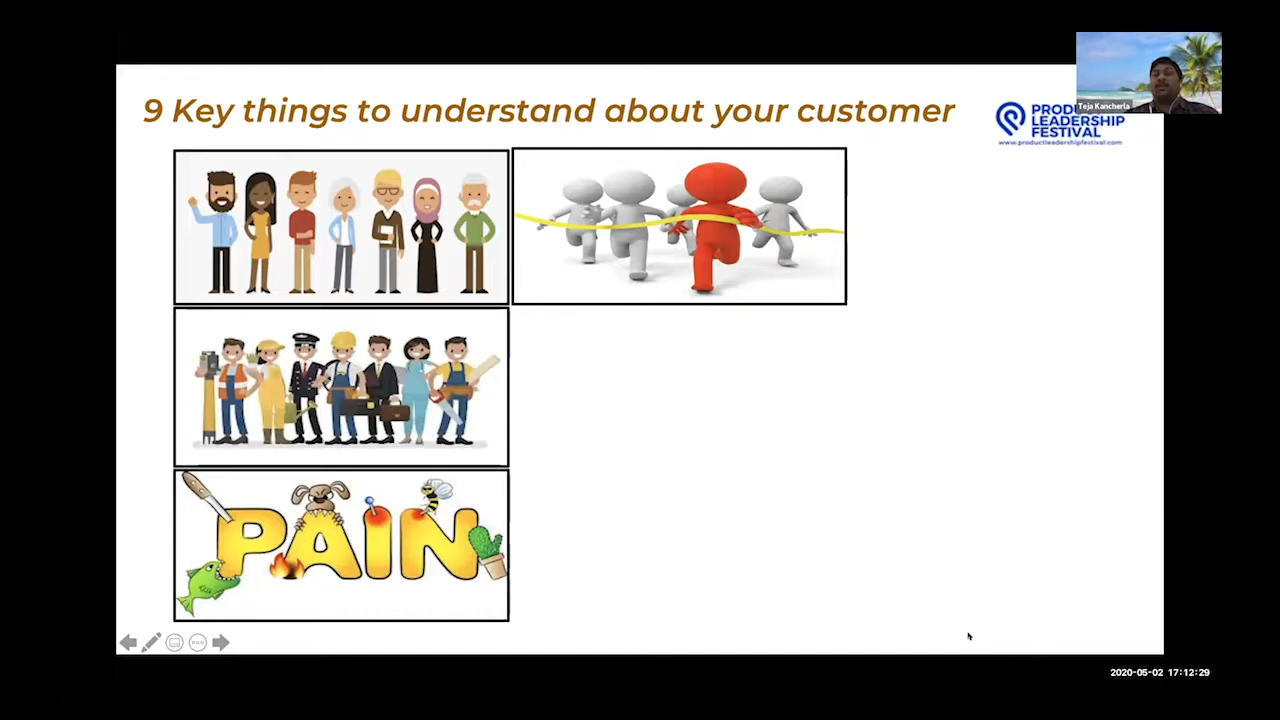 9 Key things to understand about your customer
Teja Kancherla
LEADERSHIP
FESTIVAL
www.productleadershipfestival.com
PAIN
2020-05-02 17:12:29